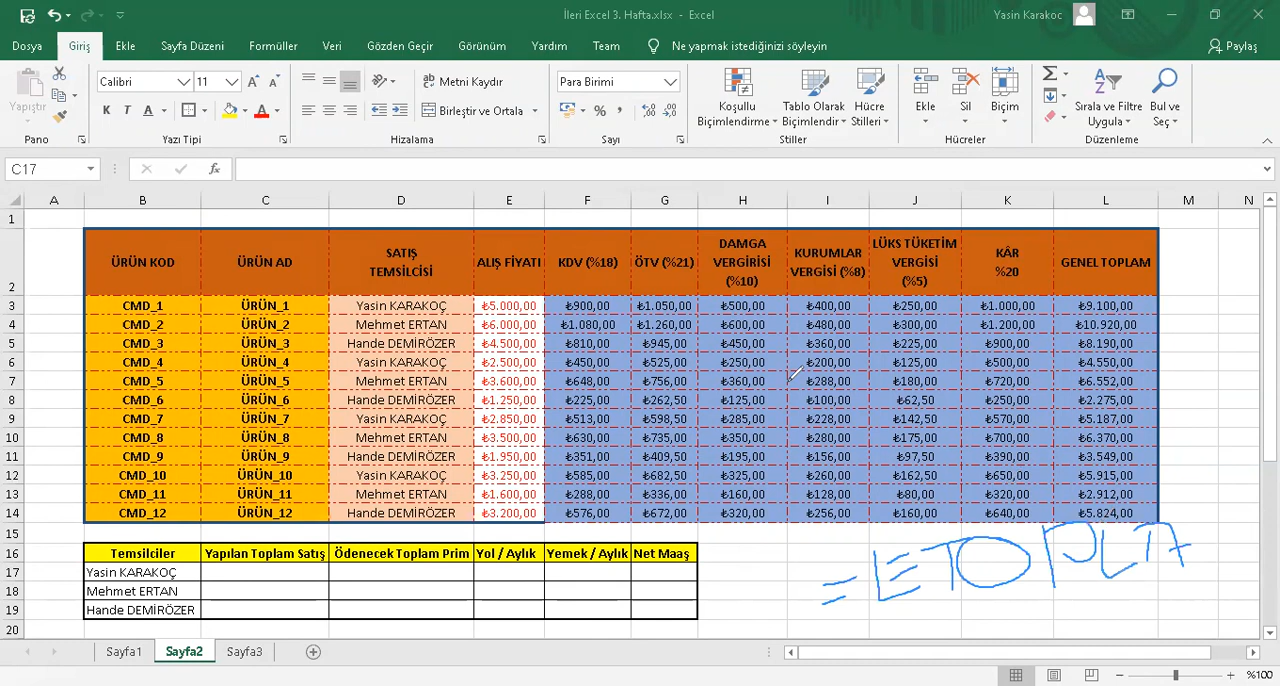 İleri Excel 3. Hafta.xlsx - Excel
Yasin Karakoc
Dosya Giriş Ekle Sayfa Düzeni Formüller Veri Gözden Geçir Görünüm Yardım Team Ne yapmak istediğinizi söyleyin Paylaş
Yapıştır
Calibri 11
K T A A
Metni Kaydır
Birleştir ve Ortala
Para Birimi
Koşullu Biçimlendirme
Tablo Olarak Biçimlendir
Hücre Stilleri
Ekle Sil Biçim
Sırala ve Filtre Uygula
Bul ve Seç
Pano Yazı Tipi Hizalama Sayı Stiller Hücreler Düzenleme
C17 fx
A B C D E F G H I J K L M N
1
2 ÜRÜN KOD ÜRÜN AD SATIŞ TEMSİLCİSİ ALIŞ FİYATI KDV (%18) ÖTV (%21) DAMGA VERGİRİSİ (%10) KURUMLAR VERGİSİ (%8) LÜKS TÜKETİM VERGİSİ (%5) KÂR %20 GENEL TOPLAM
3 CMD_1 ÜRÜN_1 Yasin KARAKOÇ ₺5.000,00 ₺900,00 ₺1.050,00 ₺500,00 ₺400,00 ₺250,00 ₺1.000,00 ₺9.100,00
4 CMD_2 ÜRÜN_2 Mehmet ERTAN ₺6.000,00 ₺1.080,00 ₺1.260,00 ₺600,00 ₺480,00 ₺300,00 ₺1.200,00 ₺10.920,00
5 CMD_3 ÜRÜN_3 Hande DEMİRÖZER ₺4.500,00 ₺810,00 ₺945,00 ₺450,00 ₺360,00 ₺225,00 ₺900,00 ₺8.190,00
6 CMD_4 ÜRÜN_4 Yasin KARAKOÇ ₺2.500,00 ₺450,00 ₺525,00 ₺250,00 ₺200,00 ₺125,00 ₺500,00 ₺4.550,00
7 CMD_5 ÜRÜN_5 Mehmet ERTAN ₺3.600,00 ₺648,00 ₺756,00 ₺360,00 ₺288,00 ₺180,00 ₺720,00 ₺6.552,00
8 CMD_6 ÜRÜN_6 Hande DEMİRÖZER ₺1.250,00 ₺225,00 ₺262,50 ₺125,00 ₺100,00 ₺62,50 ₺250,00 ₺2.275,00
9 CMD_7 ÜRÜN_7 Yasin KARAKOÇ ₺2.850,00 ₺513,00 ₺598,50 ₺285,00 ₺228,00 ₺142,50 ₺570,00 ₺5.187,00
10 CMD_8 ÜRÜN_8 Mehmet ERTAN ₺3.500,00 ₺630,00 ₺735,00 ₺350,00 ₺280,00 ₺175,00 ₺700,00 ₺6.370,00
11 CMD_9 ÜRÜN_9 Hande DEMİRÖZER ₺1.950,00 ₺351,00 ₺409,50 ₺195,00 ₺156,00 ₺97,50 ₺390,00 ₺3.549,00
12 CMD_10 ÜRÜN_10 Yasin KARAKOÇ ₺3.250,00 ₺585,00 ₺682,50 ₺325,00 ₺260,00 ₺162,50 ₺650,00 ₺5.915,00
13 CMD_11 ÜRÜN_11 Mehmet ERTAN ₺1.600,00 ₺288,00 ₺336,00 ₺160,00 ₺128,00 ₺80,00 ₺320,00 ₺2.912,00
14 CMD_12 ÜRÜN_12 Hande DEMİRÖZER ₺3.200,00 ₺576,00 ₺672,00 ₺320,00 ₺256,00 ₺160,00 ₺640,00 ₺5.824,00
15
16 Temsilciler Yapılan Toplam Satış Ödenecek Toplam Prim Yol / Aylık Yemek / Aylık Net Maaş
17 Yasin KARAKOÇ
18 Mehmet ERTAN
19 Hande DEMİRÖZER
20
=ETOPLA
Sayfa1 Sayfa2 Sayfa3
%100